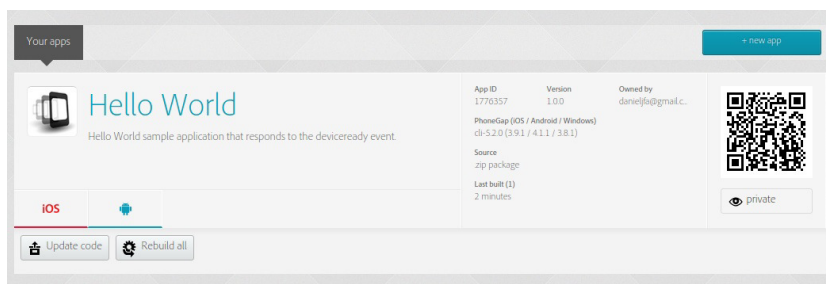 Your apps
+ new app
Hello World
Hello World sample application that responds to the deviceready event.
App ID Version Owned by
1770357 1.0.0 danieljfa@gmail.c...
PhoneGap (iOS / Android / Windows)
cli-5.2.0 (3.9.1 / 4.1.1 / 3.8.1)
Source
.zip package
Last built (1)
2 minutes
private
iOS
Update code Rebuild all